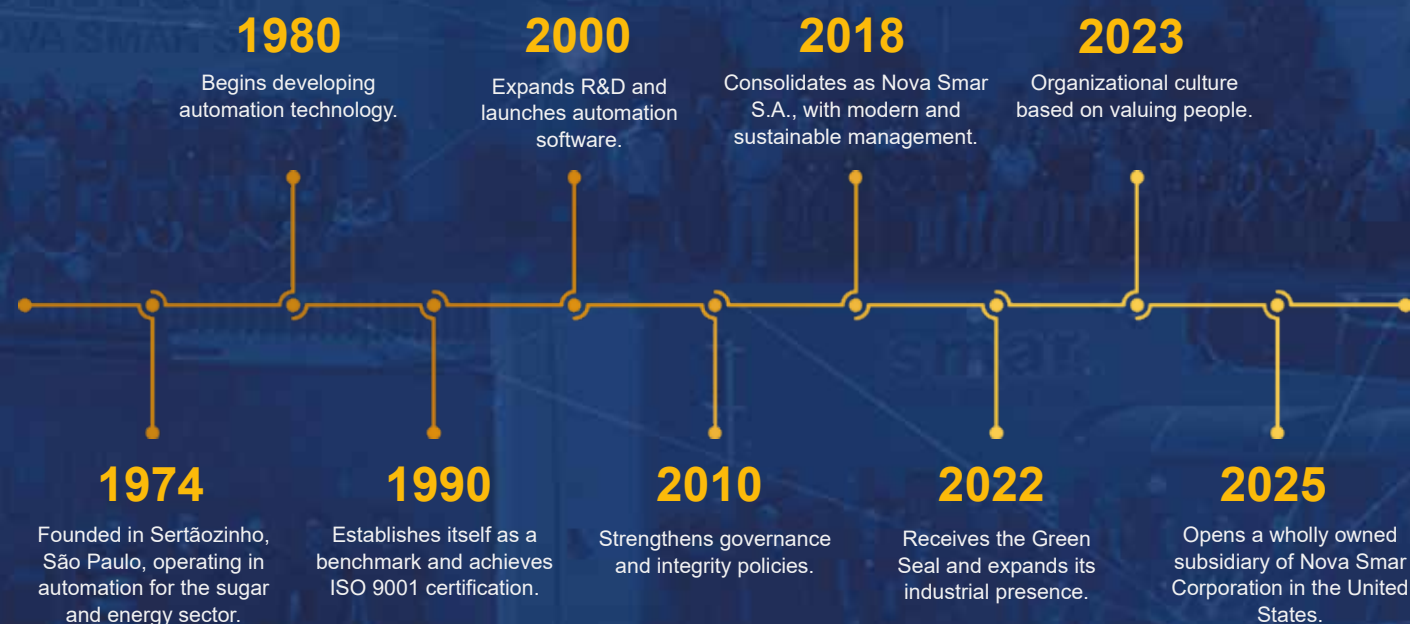 1980
Begins developing
automation technology.
2000
Expands R&D and
launches automation
software.
2018
Consolidates as Nova Smar
S.A., with modern and
sustainable management.
2023
Organizational culture
based on valuing people.
smar
1974
Founded in Sertãozinho,
São Paulo, operating in
automation for the sugar
and energy sector.
1990
Establishes itself as a
benchmark and achieves
ISO 9001 certification.
2010
Strengthens governance
and integrity policies.
2022
Receives the Green
Seal and expands its
industrial presence.
2025
Opens a wholly owned
subsidiary of Nova Smar
Corporation in the United
States.